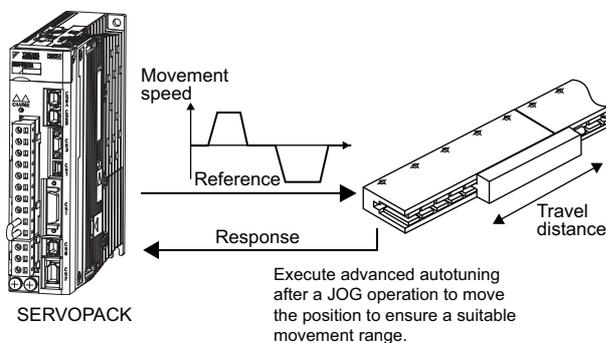 Movement
speed
Reference
Response
Travel
distance
CHARGE
SERVOPACK
Execute advanced autotuning
after a JOG operation to move
the position to ensure a suitable
movement range.